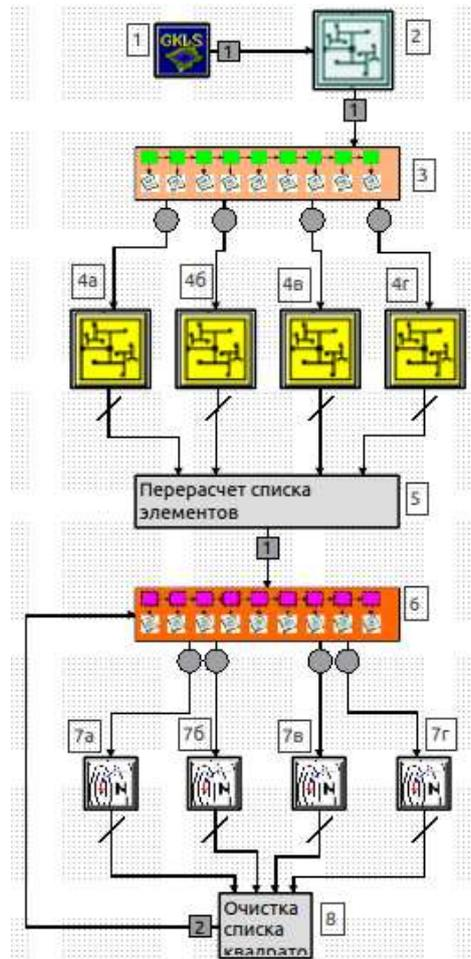 1
GKLS
1
2
1
3
4а
4б
4в
4г
Перерасчет списка
элементов
5
1
6
7а
7б
7в
7г
N
N
N
N
Очистка
списка
квадрато
8
2